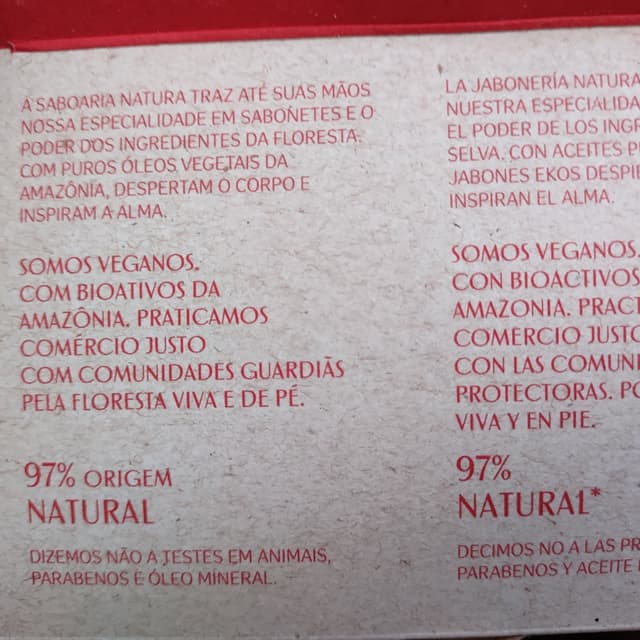 A SABOARIA NATURA TRAZ ATÉ SUAS MÃOS
NOSSA ESPECIALIDADE EM SABONETES E O
PODER DOS INGREDIENTES DA FLORESTA.
COM PUROS ÓLEOS VEGETAIS DA
AMAZÔNIA, DESPERTAM O CORPO E
INSPIRAM A ALMA.
SOMOS VEGANOS.
COM BIOATIVOS DA
AMAZÔNIA. PRATICAMOS
COMÉRCIO JUSTO
COM COMUNIDADES GUARDIÃS
PELA FLORESTA VIVA E DE PÉ.
97% ORIGEM
NATURAL
DIZEMOS NÃO A TESTES EM ANIMAIS,
PARABENOS E ÓLEO MINERAL.
LA JABONERÍA NATURA
NUESTRA
EL PODER DE LOS
SELVA. CON ACEITES
JABONES EKOS
INSPIRAN EL ALMA.
SOMOS VEGANOS.
CON BIOACTIVOS
AMAZONIA.
COMERCIO JUSTO
CON LAS
PROTECTORAS.
VIVA Y EN PIE.
97%
NATURAL*
DECIMOS NO A LAS
PARABENOS Y ACEITE